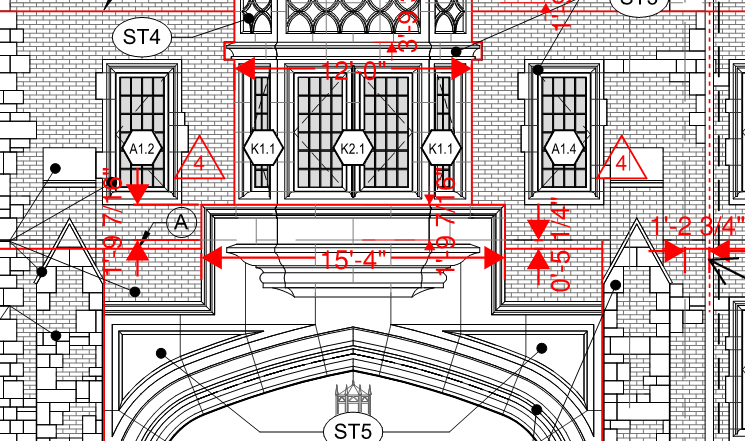 ST4
3'-9
12'-0"
A1.2
4
K1.1
K2.1
K1.1
A1.4
4
1'-9 7/16"
A
15'-4"
1'-9 7/16"
0'-5 1/4"
1'-2 3/4"
ST5